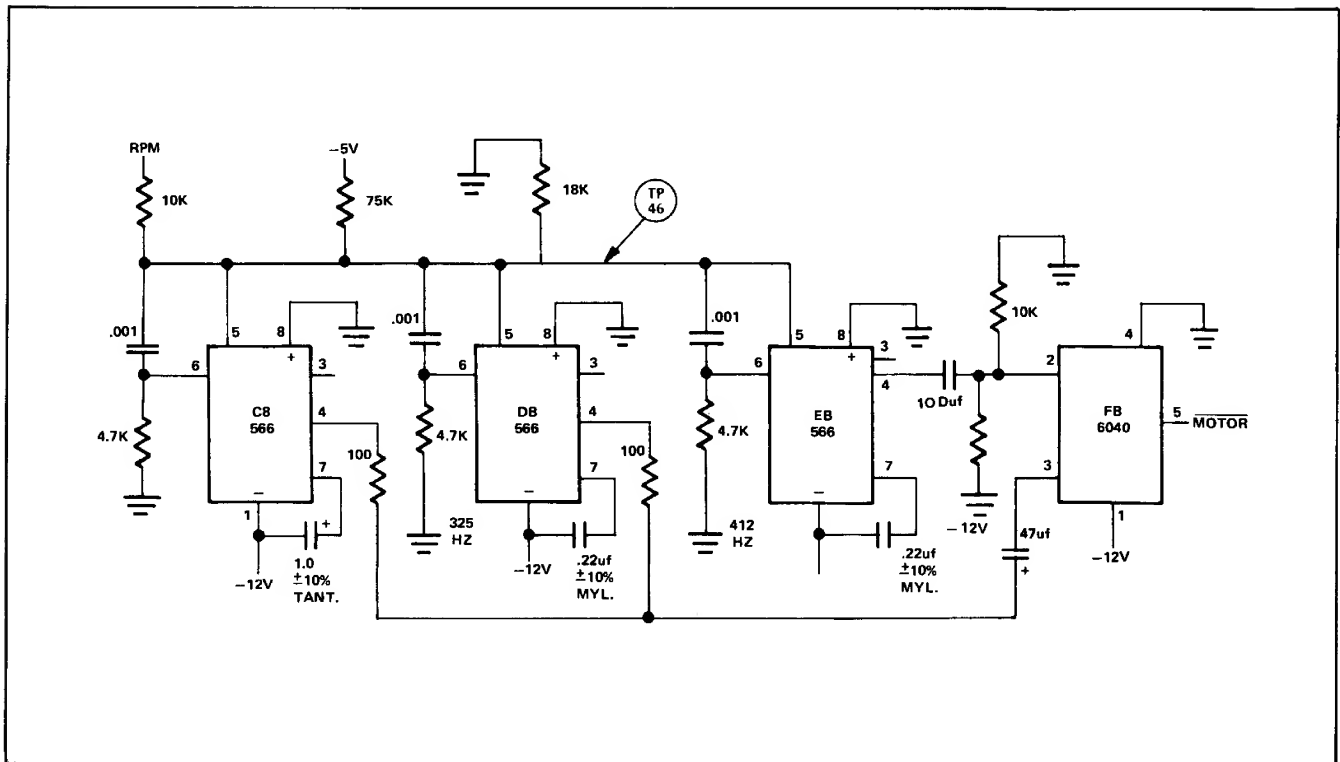 RPM
10K
−5V
75K
18K
TP
46
.001
6
5
8
+
3
C8
566
4
4.7K
100
7
−
1
+
−12V
1.0
±10%
TANT.
.001
6
5
8
3
DB
566
4
4.7K
100
7
−
325
HZ
−12V
.22uf
±10%
MYL.
.001
6
5
8
+
3
EB
566
4
4.7K
7
−
412
HZ
.22uf
±10%
MYL.
10 Duf
10K
−12V
2
4
FB
6040
5 MOTOR
3
1
−12V
47uf
+